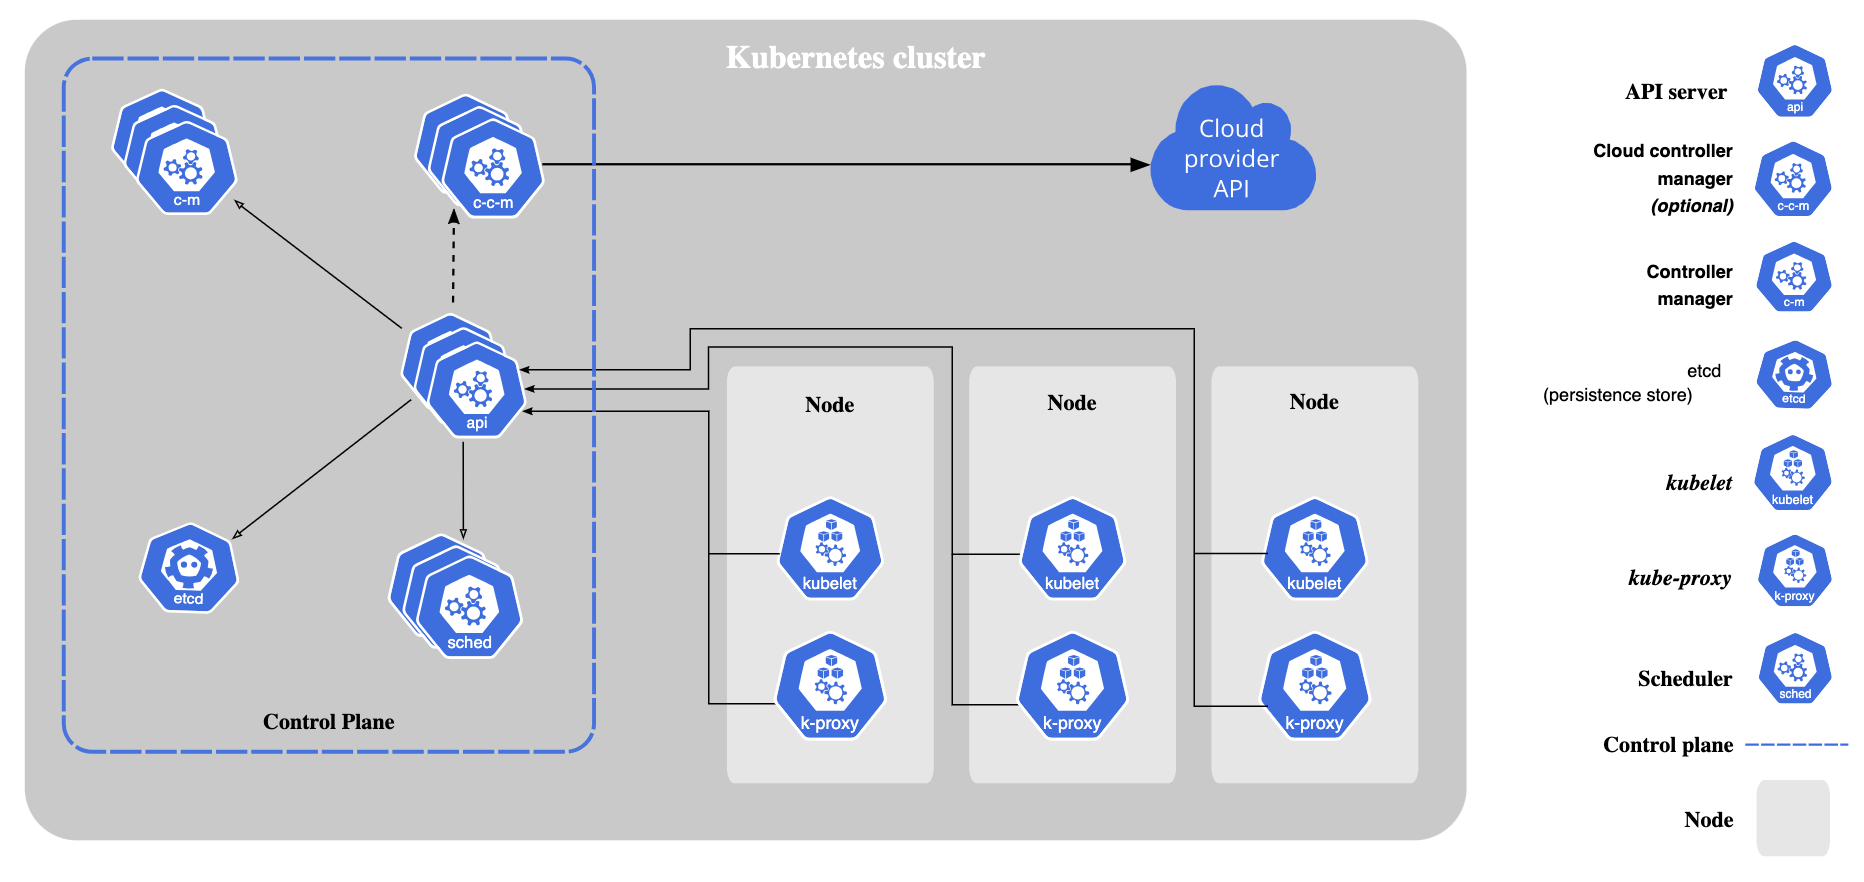 Kubernetes cluster
c-m
c-c-m
Cloud
provider
API
api
etcd
sched
Control Plane
Node
kubelet
k-proxy
Node
kubelet
k-proxy
Node
kubelet
k-proxy
API server
api
Cloud controller
manager
(optional)
c-c-m
Controller
manager
c-m
etcd
(persistence store)
etcd
kubelet
kubelet
kube-proxy
k-proxy
Scheduler
sched
Control plane
Node